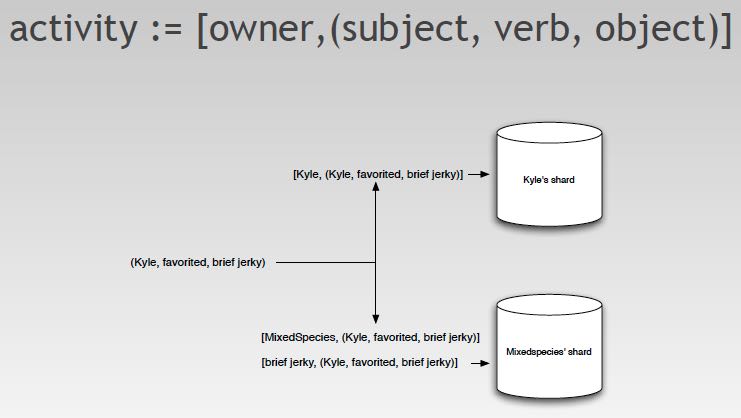 activity := [owner,(subject, verb, object)]
[Kyle, (Kyle, favorited, brief jerky)]
Kyle's shard
(Kyle, favorited, brief jerky)
[MixedSpecies, (Kyle, favorited, brief jerky)]
Mixedspecies' shard
[brief jerky, (Kyle, favorited, brief jerky)]